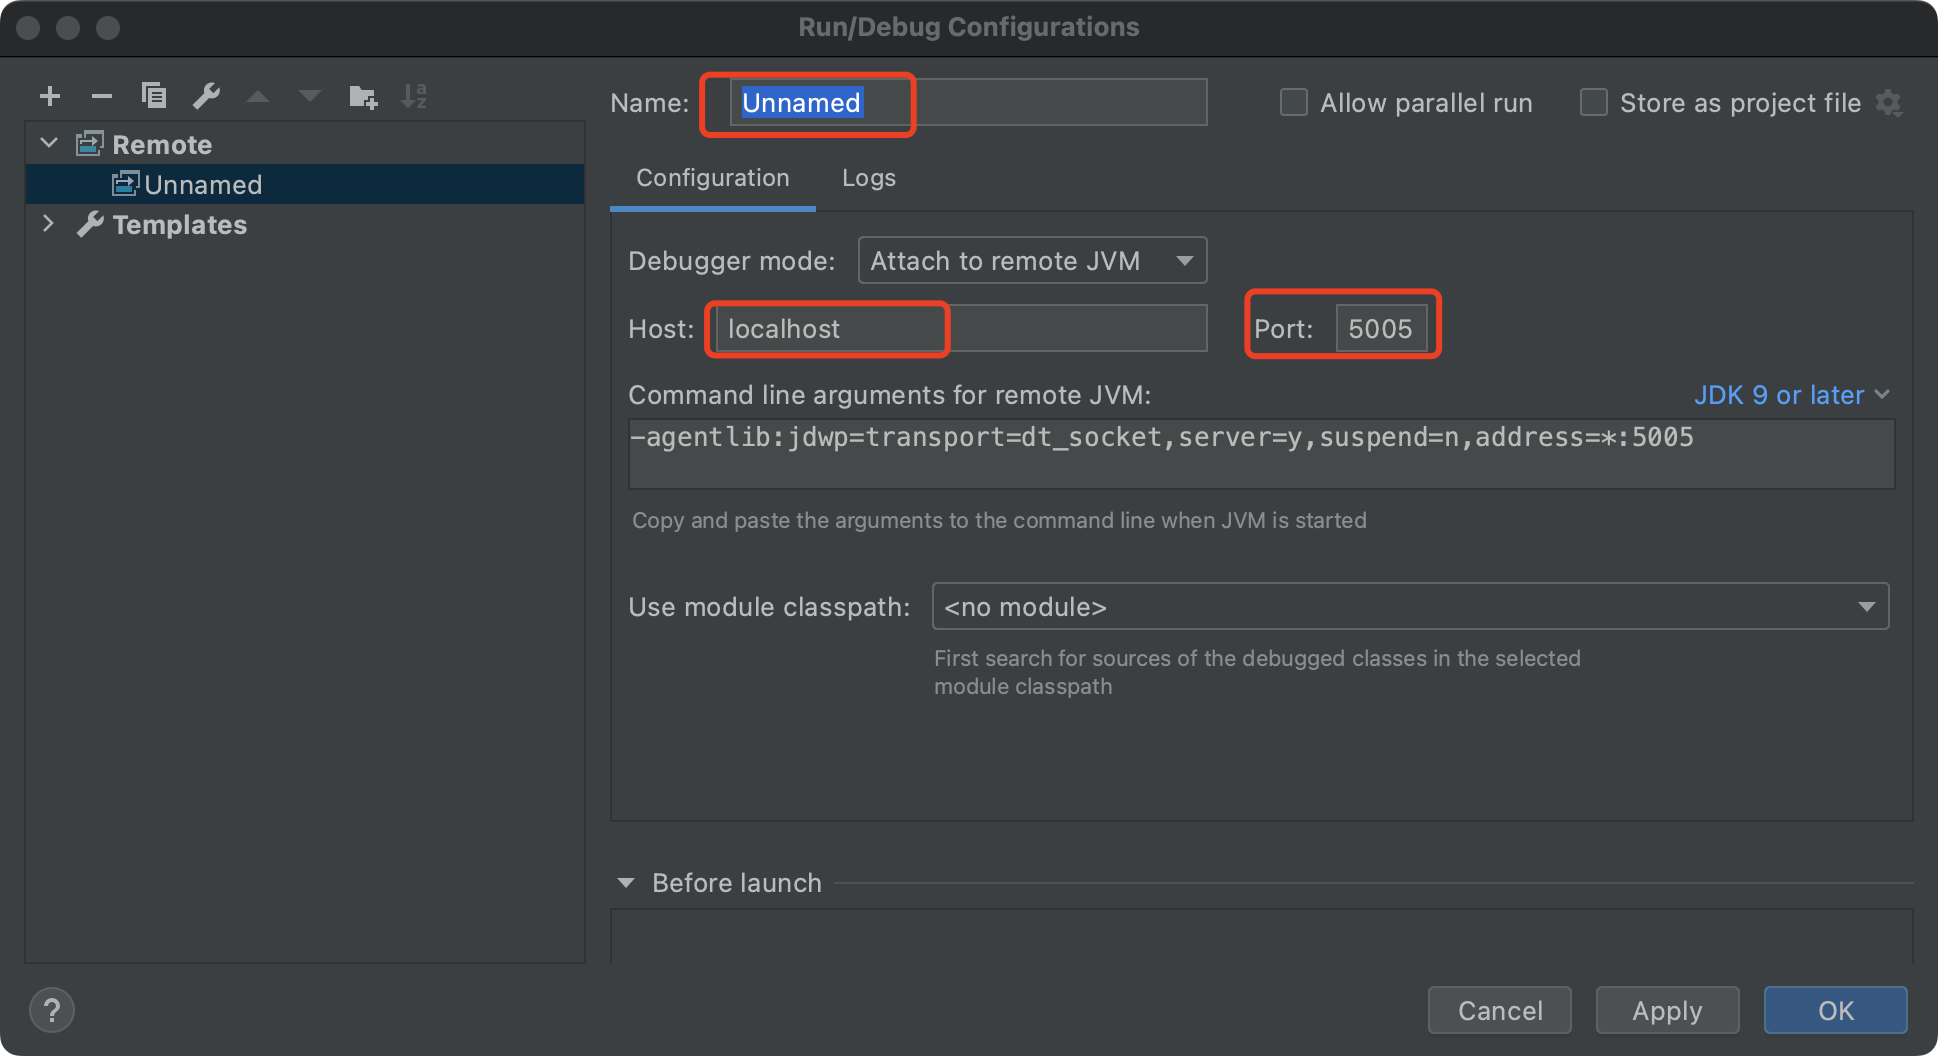 Run/Debug Configurations
Name: Unnamed
Allow parallel run
Store as project file
Remote
Unnamed
Templates
Configuration
Logs
Debugger mode: Attach to remote JVM
Host: localhost
Port: 5005
Command line arguments for remote JVM:
JDK 9 or later
-agentlib:jdwp=transport=dt_socket,server=y,suspend=n,address=*:5005
Copy and paste the arguments to the command line when JVM is started
Use module classpath: <no module>
First search for sources of the debugged classes in the selected
module classpath
Before launch
?
Cancel
Apply
OK